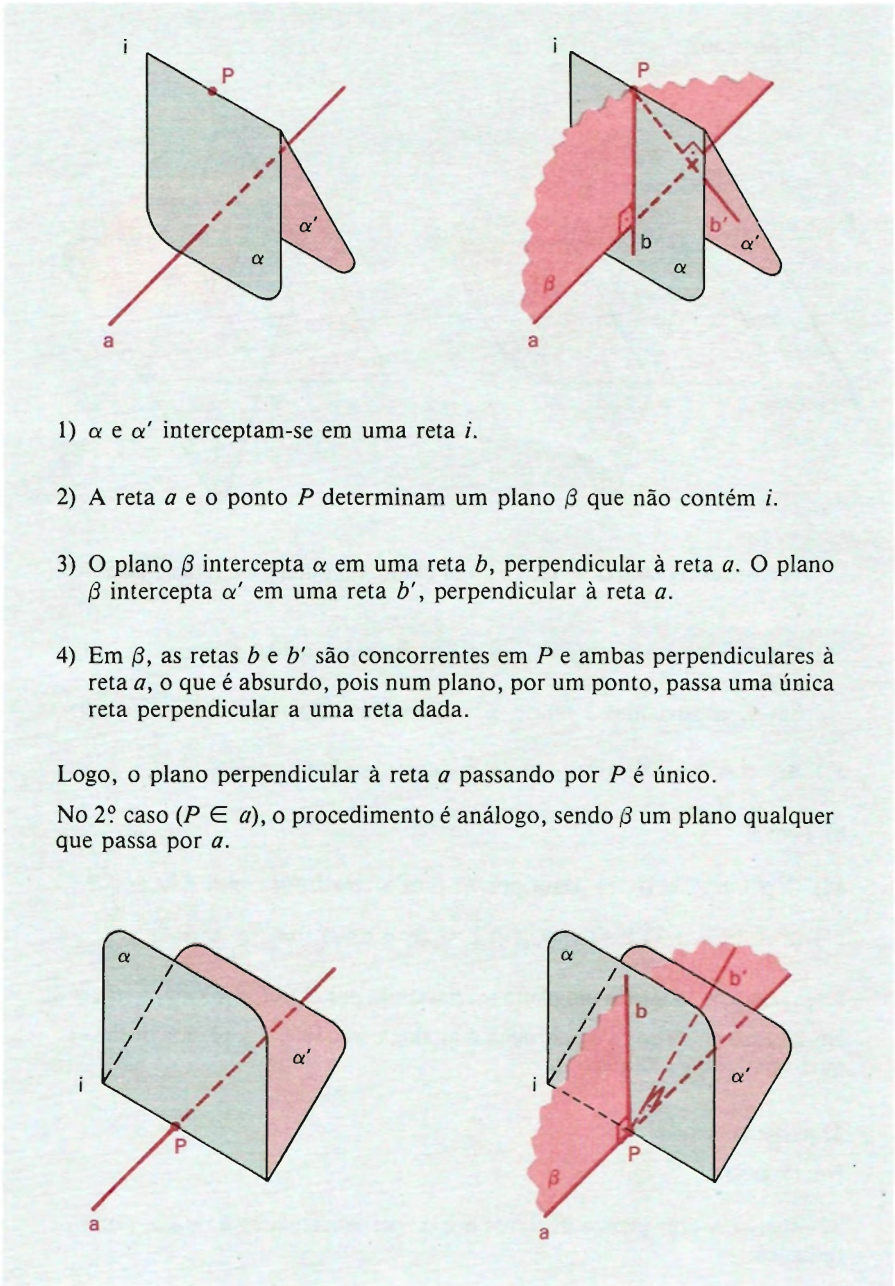 i
P
α'
α
a
i
P
b'
b
α'
α
β
a
1) α e α' interceptam-se em uma reta i.
2) A reta a e o ponto P determinam um plano β que não contém i.
3) O plano β intercepta α em uma reta b, perpendicular à reta a. O plano
β intercepta α' em uma reta b', perpendicular à reta a.
4) Em β, as retas b e b' são concorrentes em P e ambas perpendiculares à
reta a, o que é absurdo, pois num plano, por um ponto, passa uma única
reta perpendicular a uma reta dada.
Logo, o plano perpendicular à reta a passando por P é único.
No 2º caso (P ∈ a), o procedimento é análogo, sendo β um plano qualquer
que passa por a.
α
α'
i
P
a
α
b'
b
α'
i
P
β
a